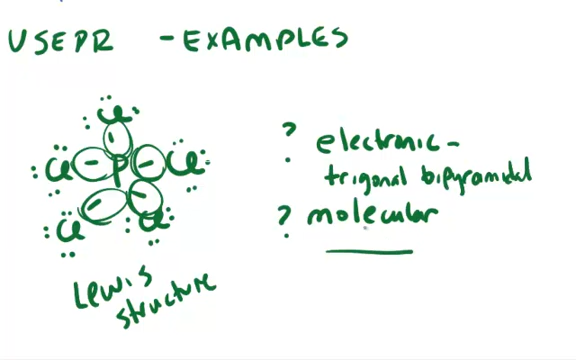 VSEPR - EXAMPLES
Cl
Cl P Cl
Cl Cl
Lewis
structure
? electronic -
trigonal bipyramidal
? molecular